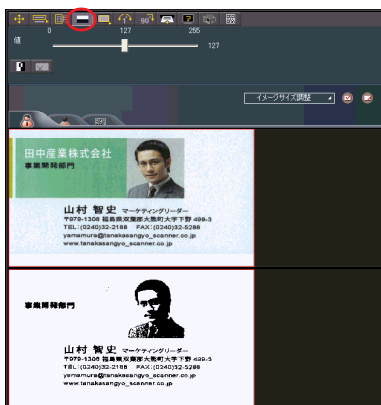 90°
0 127 255
値
127
イメージサイズ調整
田中産業株式会社
事業開発部門
山村 智史 マーケティングリーダー
〒979-1308 福島県双葉郡大熊町大字下野 499-3
TEL:(0240)32-2188 FAX:(0240)32-5288
yamamura@tanakasangyo_scanner.co.jp
www.tanakasangyo_scanner.co.jp
事業開発部門
山村 智史 マーケティングリーダー
〒979-1308 福島県双葉郡大熊町大字下野 499-3
TEL:(0240)32-2188 FAX:(0240)32-5288
yamamura@tanakasangyo_scanner.co.jp
www.tanakasangyo_scanner.co.jp